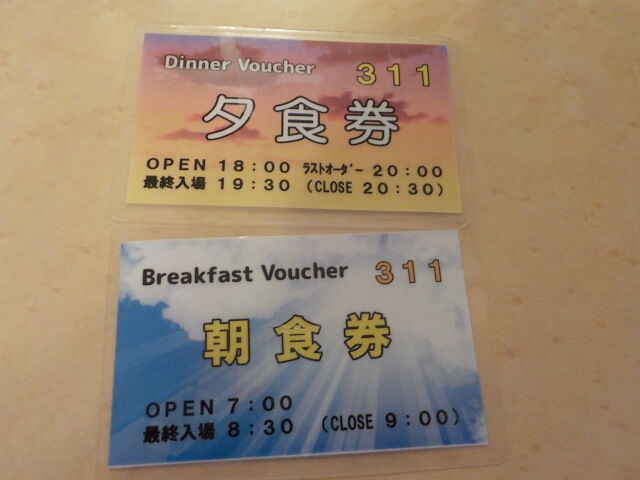 Dinner Voucher 311
夕食券
OPEN 18:00 ラストオーダー 20:00
最終入場 19:30 (CLOSE 20:30)
Breakfast Voucher 311
朝食券
OPEN 7:00
最終入場 8:30 (CLOSE 9:00)